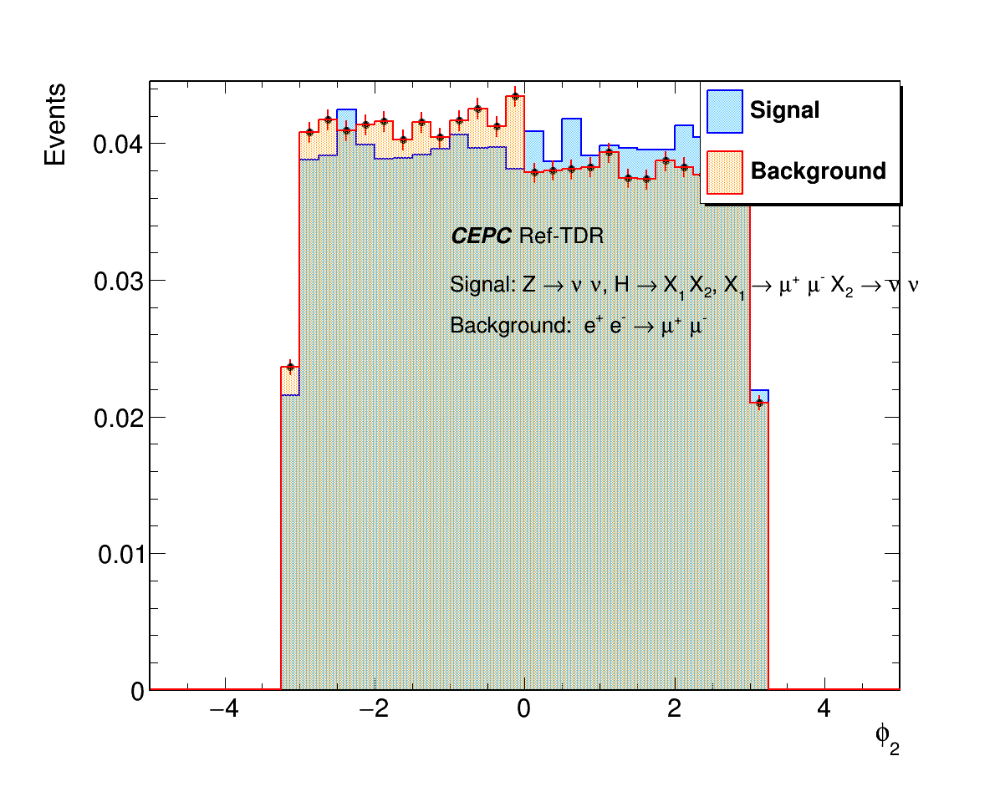 Events
Signal
Background
CEPC Ref-TDR
Signal: Z → ν ν, H → X₁ X₂, X₁ → μ⁺ μ⁻ X₂ → ν ν
Background: e⁺ e⁻ → μ⁺ μ⁻
0.04
0.03
0.02
0.01
0
−4 −2 0 2 4
ϕ₂